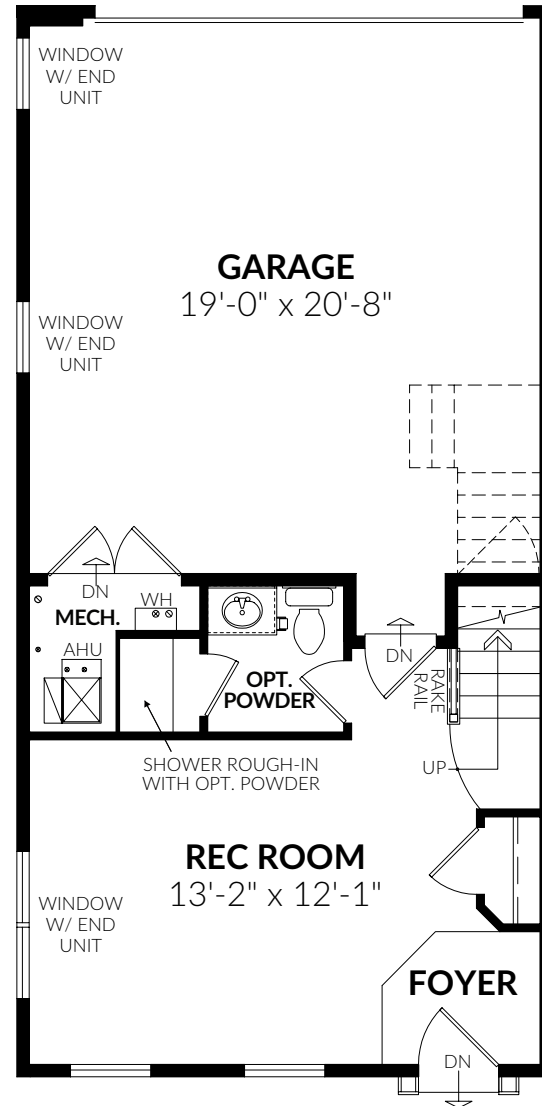 WINDOW
W/ END
UNIT
GARAGE
19'-0" x 20'-8"
WINDOW
W/ END
UNIT
DN
MECH.
WH
AHU
OPT.
POWDER
DN
RAKE
RAIL
SHOWER ROUGH-IN
WITH OPT. POWDER
UP
REC ROOM
13'-2" x 12'-1"
WINDOW
W/ END
UNIT
FOYER
DN